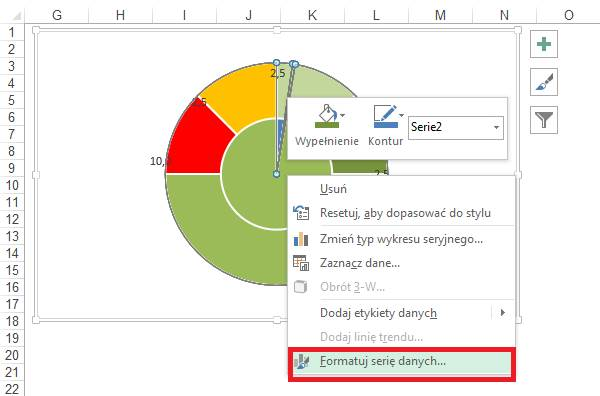 G H I J K L M N O
1
2
3
4
5
6
7
8
9
10
11
12
13
14
15
16
17
18
19
20
21
22
2,5
10,
2,5
Wypełnienie Kontur Serie2
Usuń
Resetuj, aby dopasować do stylu
Zmień typ wykresu seryjnego...
Zaznacz dane...
Obrót 3-W...
Dodaj etykiety danych
Dodaj linię trendu...
Formatuj serię danych...